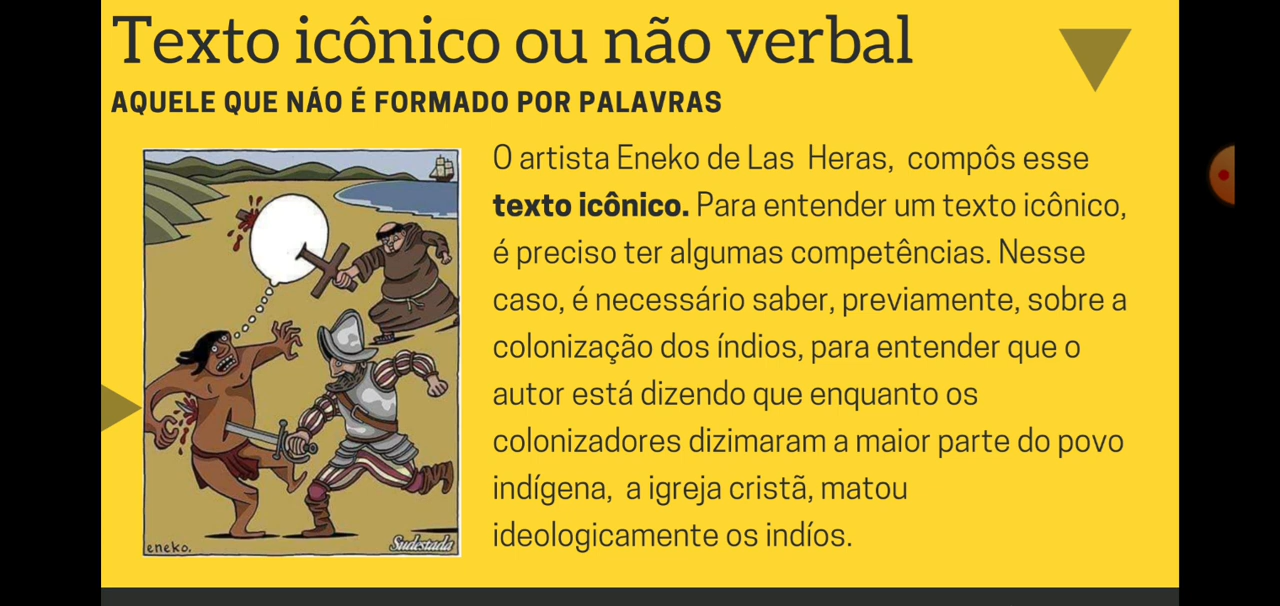 Texto icônico ou não verbal
AQUELE QUE NÁO É FORMADO POR PALAVRAS
O artista Eneko de Las Heras, compôs esse
texto icônico. Para entender um texto icônico,
é preciso ter algumas competências. Nesse
caso, é necessário saber, previamente, sobre a
colonização dos índios, para entender que o
autor está dizendo que enquanto os
colonizadores dizimaram a maior parte do povo
indígena, a igreja cristã, matou
ideologicamente os indíos.
eneko.
Sudestada